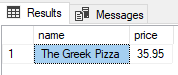 Results Messages
name price
1 The Greek Pizza 35.95